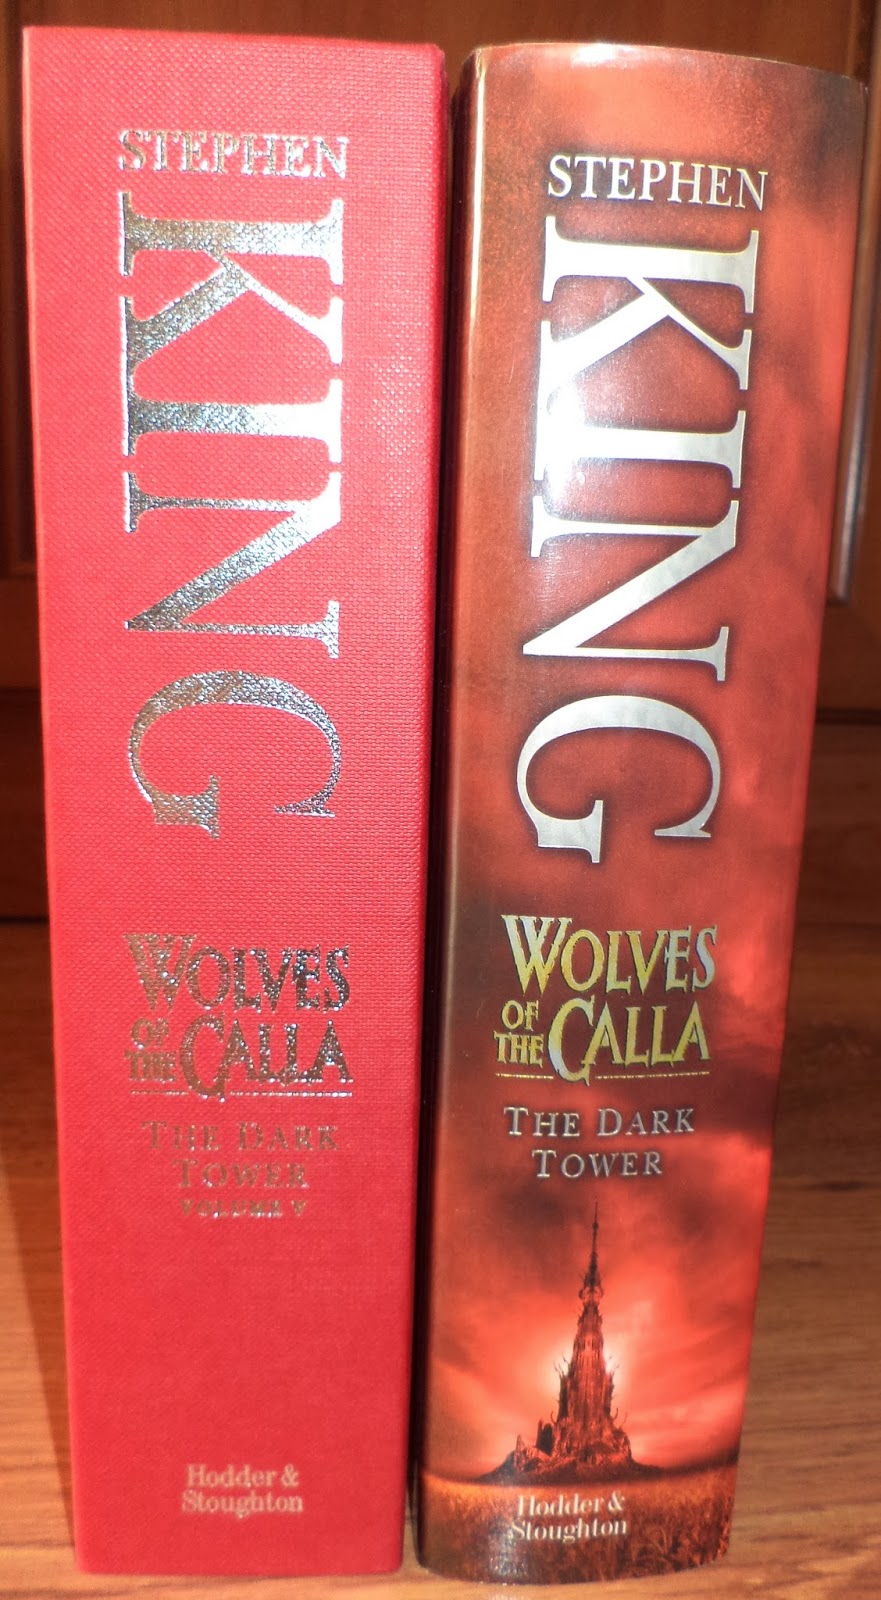 STEPHEN
KING
WOLVES
OF
THE CALLA
THE DARK
TOWER
VOLUME V
Hodder &
Stoughton
STEPHEN
KING
WOLVES
OF
THE CALLA
THE DARK
TOWER
Hodder &
Stoughton